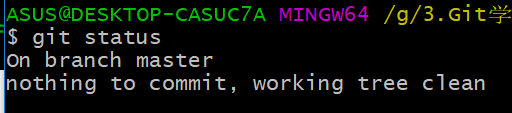 ASUS@DESKTOP-CASUC7A MINGW64 /g/3.Git学
$ git status
On branch master
nothing to commit, working tree clean